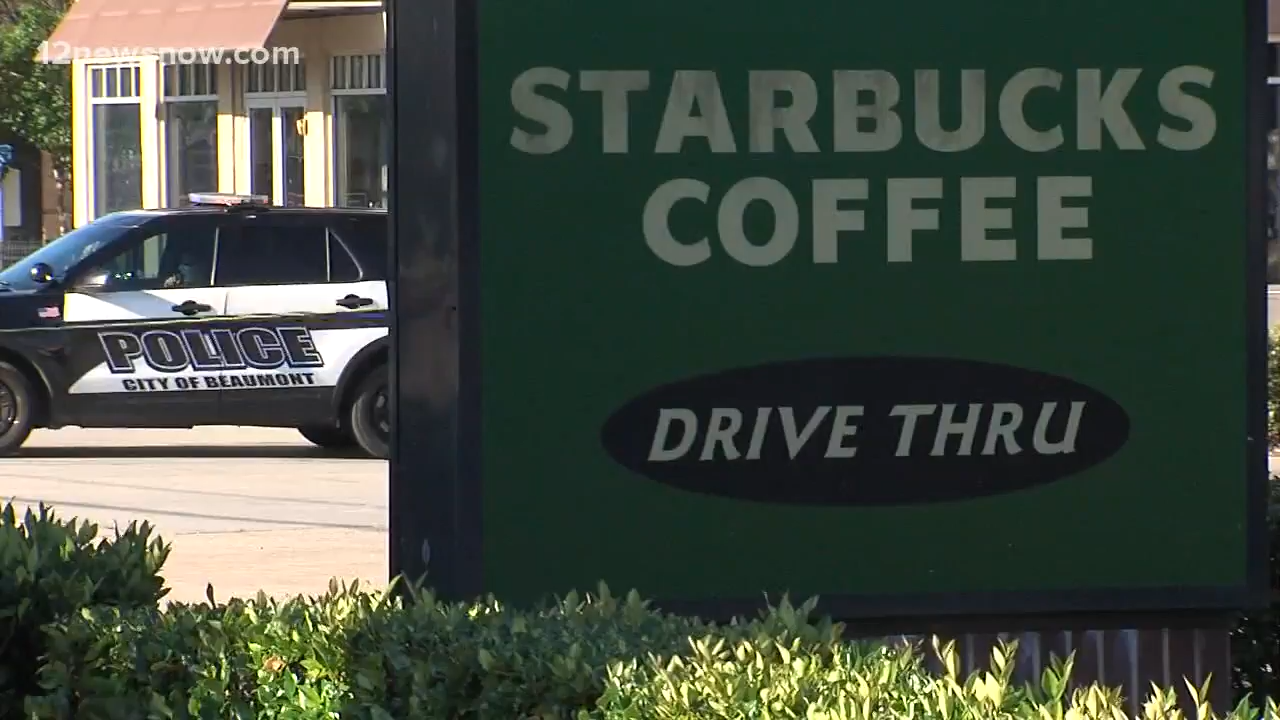 12newsnow.com
STARBUCKS
COFFEE
DRIVE THRU
POLICE
CITY OF BEAUMONT